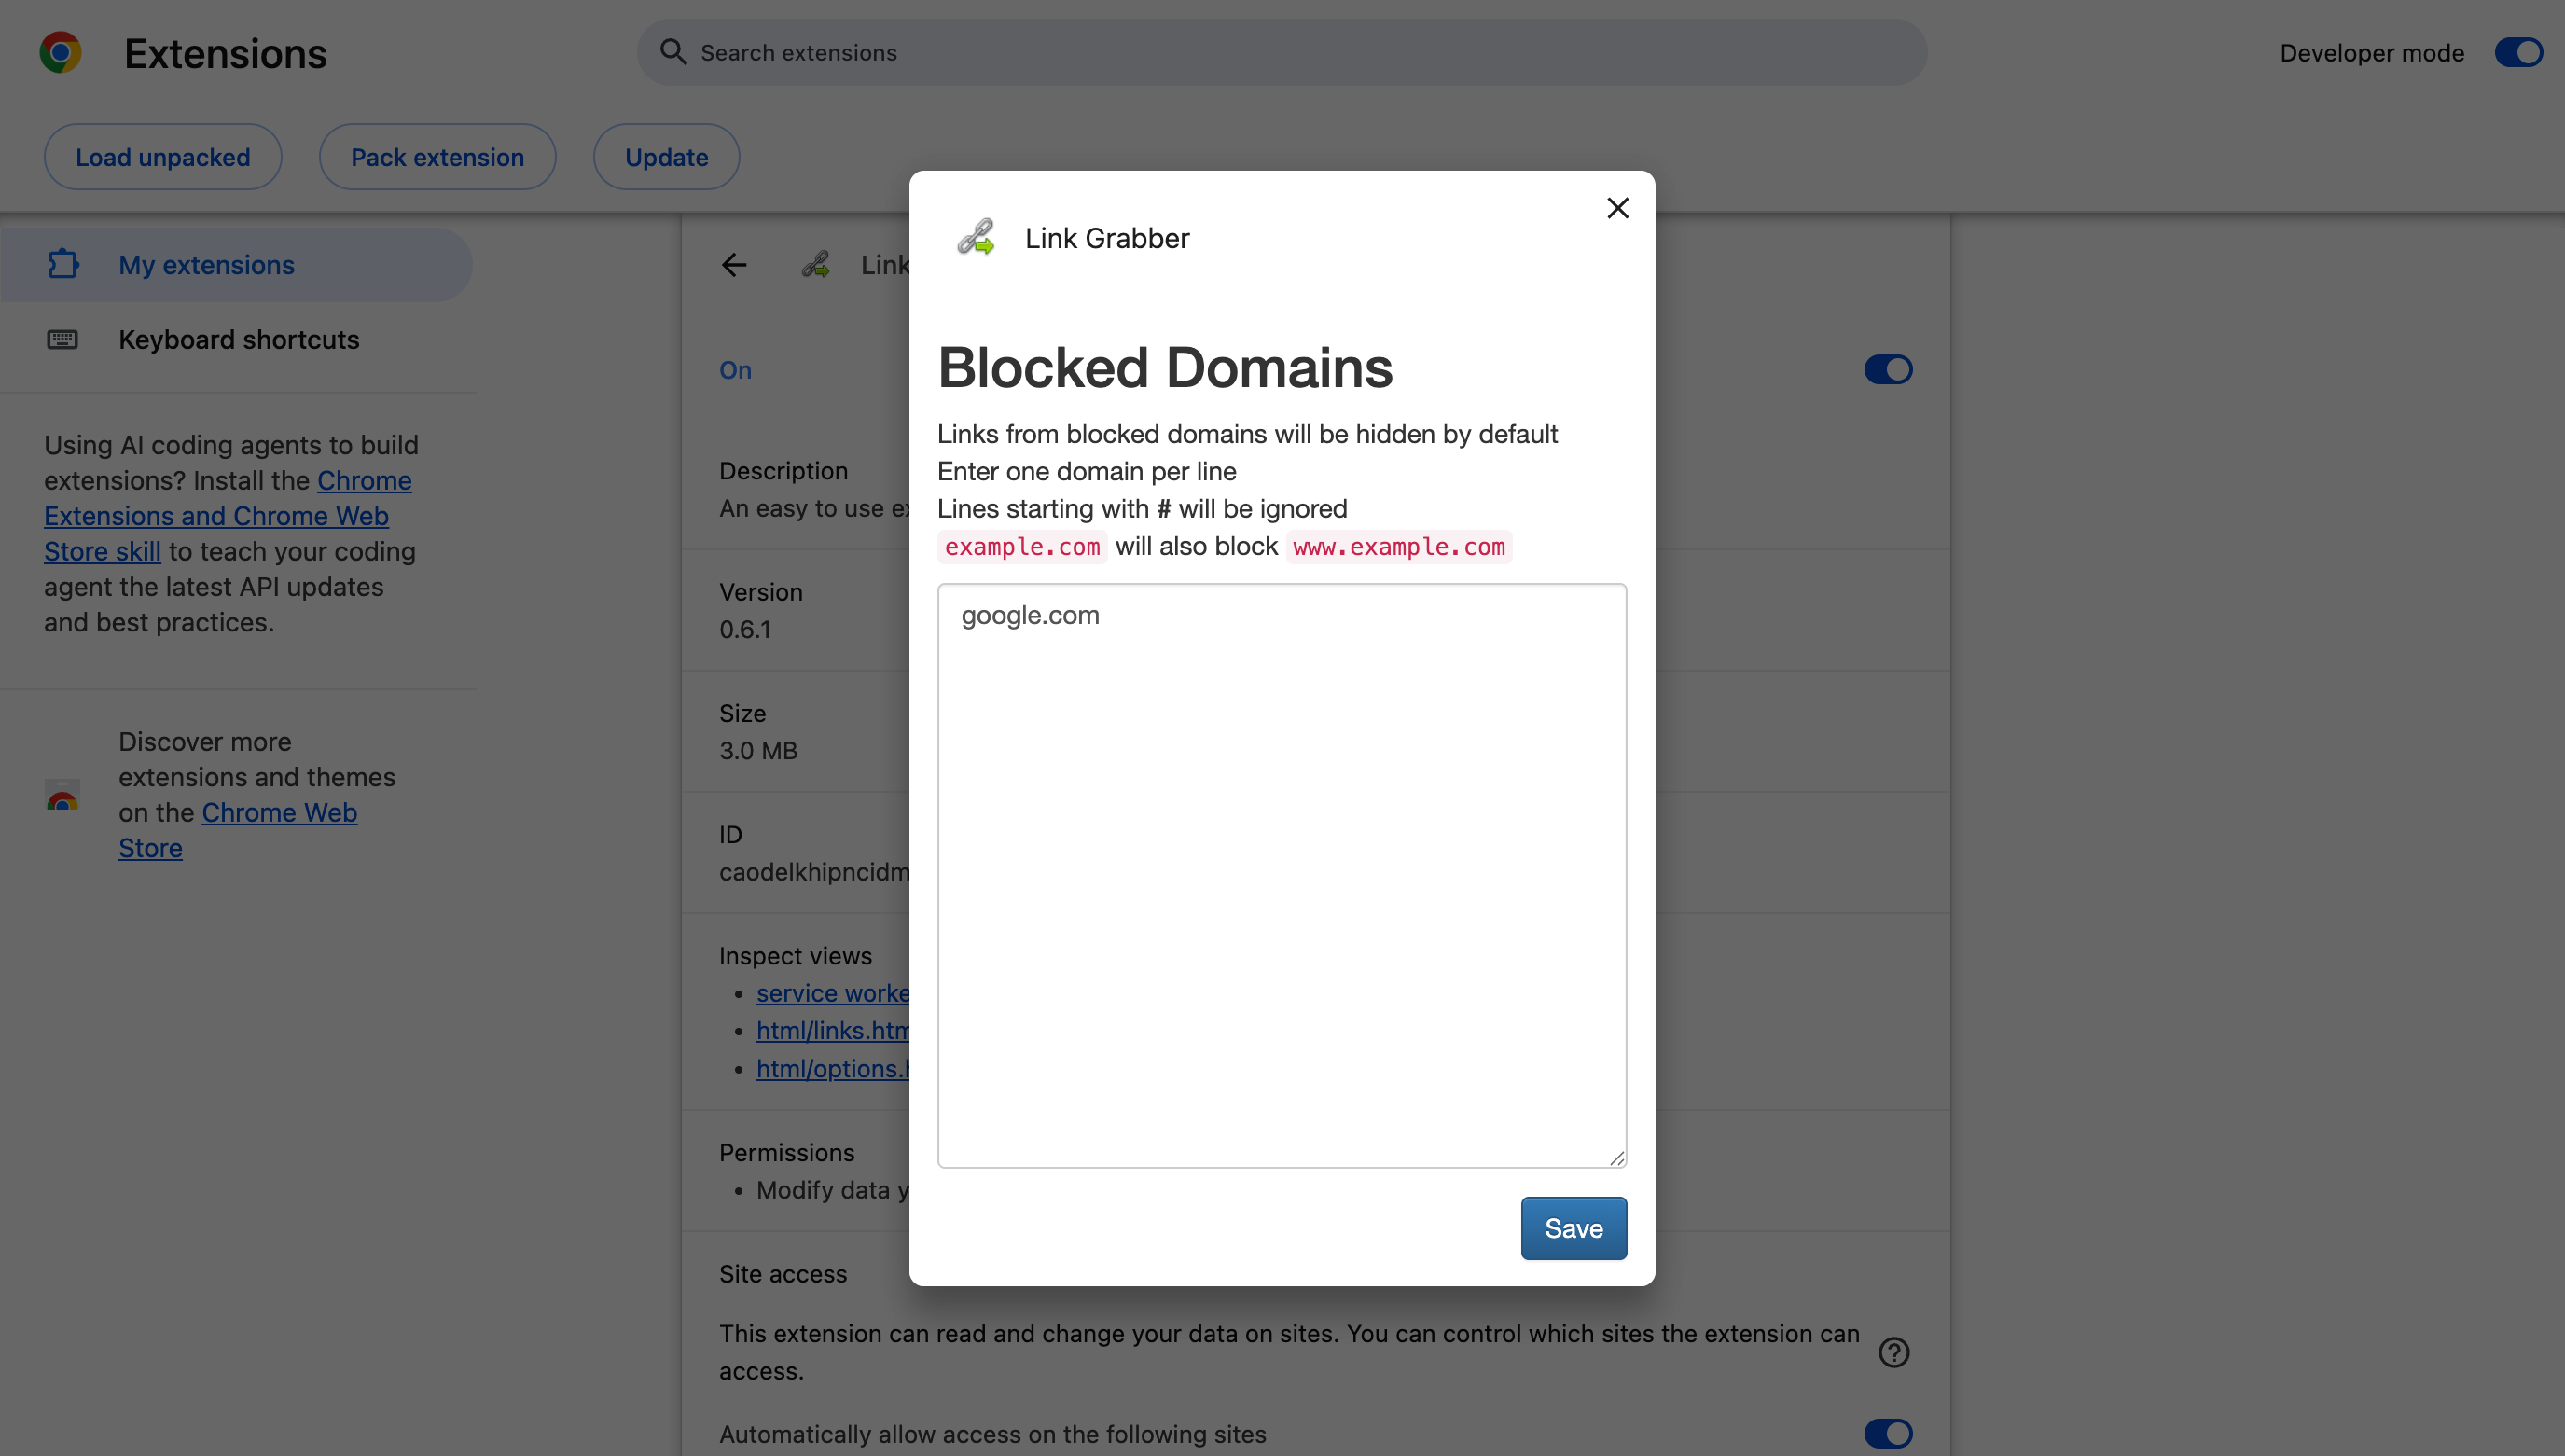 Extensions
Search extensions
Developer mode
Load unpacked
Pack extension
Update
My extensions
Keyboard shortcuts
Using AI coding agents to build
extensions? Install the Chrome
Extensions and Chrome Web
Store skill to teach your coding
agent the latest API updates
and best practices.
Discover more
extensions and themes
on the Chrome Web
Store
Link
On
Description
An easy to use
Version
0.6.1
Size
3.0 MB
ID
caodelkhipncidm
Inspect views
service worke
html/links.htm
html/options.
Permissions
Modify data
Site access
This extension can read and change your data on sites. You can control which sites the extension can
access.
Automatically allow access on the following sites
Link Grabber
Blocked Domains
Links from blocked domains will be hidden by default
Enter one domain per line
Lines starting with # will be ignored
example.com will also block www.example.com
google.com
Save